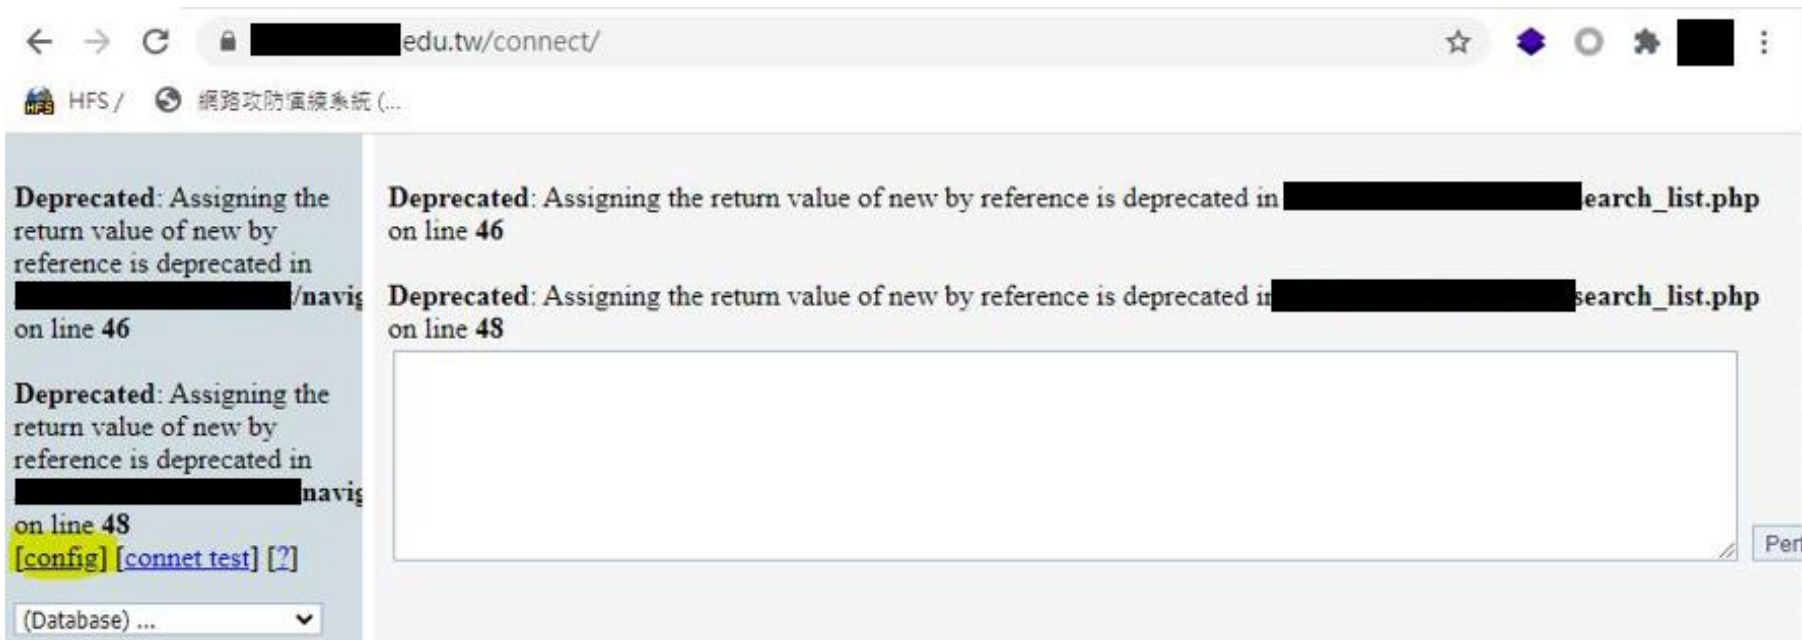 edu.tw/connect/
HFS /
網路攻防演練系統 (...
Deprecated: Assigning the
return value of new by
reference is deprecated in
/navig
on line 46
Deprecated: Assigning the
return value of new by
reference is deprecated in
navig
on line 48
[config] [connet test] [?]
(Database) ...
Deprecated: Assigning the return value of new by reference is deprecated in earch_list.php
on line 46
Deprecated: Assigning the return value of new by reference is deprecated in search_list.php
on line 48
Perf